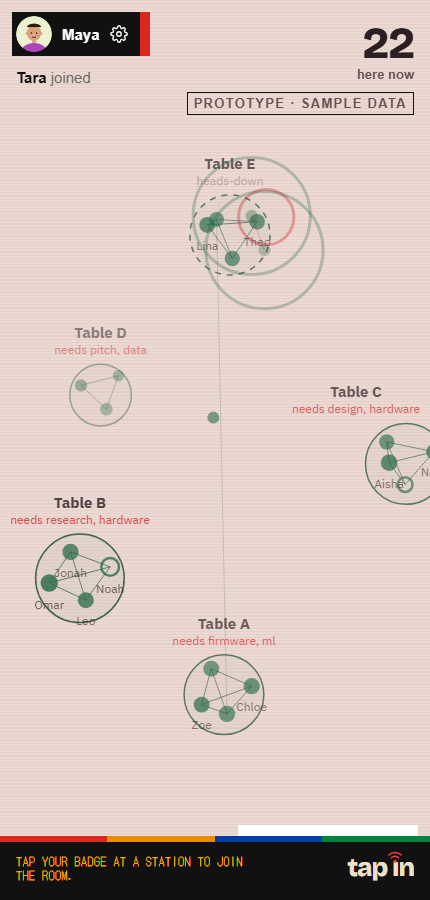 Maya
22
here now
Tara joined
PROTOTYPE · SAMPLE DATA
Table E
heads-down
Lina
Theo
Table D
needs pitch, data
Table C
needs design, hardware
Aisha
N
Table B
needs research, hardware
Jonah
Noah
Omar
Leo
Table A
needs firmware, ml
Chloe
Zoe
TAP YOUR BADGE AT A STATION TO JOIN
THE ROOM.
tap in